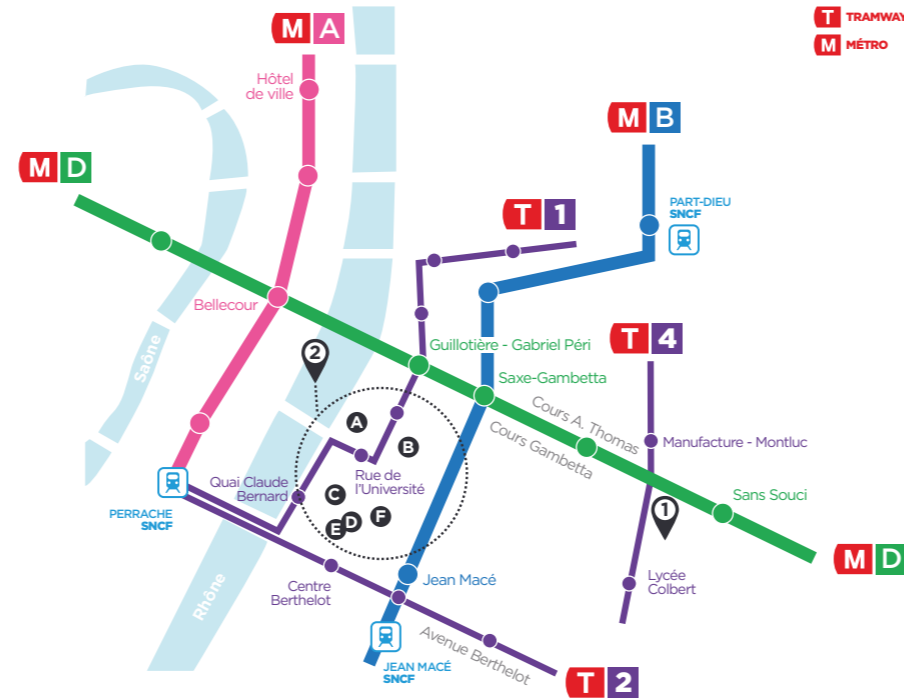 T TRAMWAY
M MÉTRO
M A
Hôtel
de ville
M B
M D
PART-DIEU
SNCF
T 1
Bellecour
Saône
Guillotière - Gabriel Péri
T 4
2
Saxe-Gambetta
Cours A. Thomas
Cours Gambetta
Manufacture - Montluc
A
B
Rue de
l'Université
Quai Claude
Bernard
C
D
E
F
Sans Souci
1
PERRACHE
SNCF
M D
Rhône
Centre
Berthelot
Jean Macé
Lycée
Colbert
Avenue Berthelot
JEAN MACÉ
SNCF
T 2